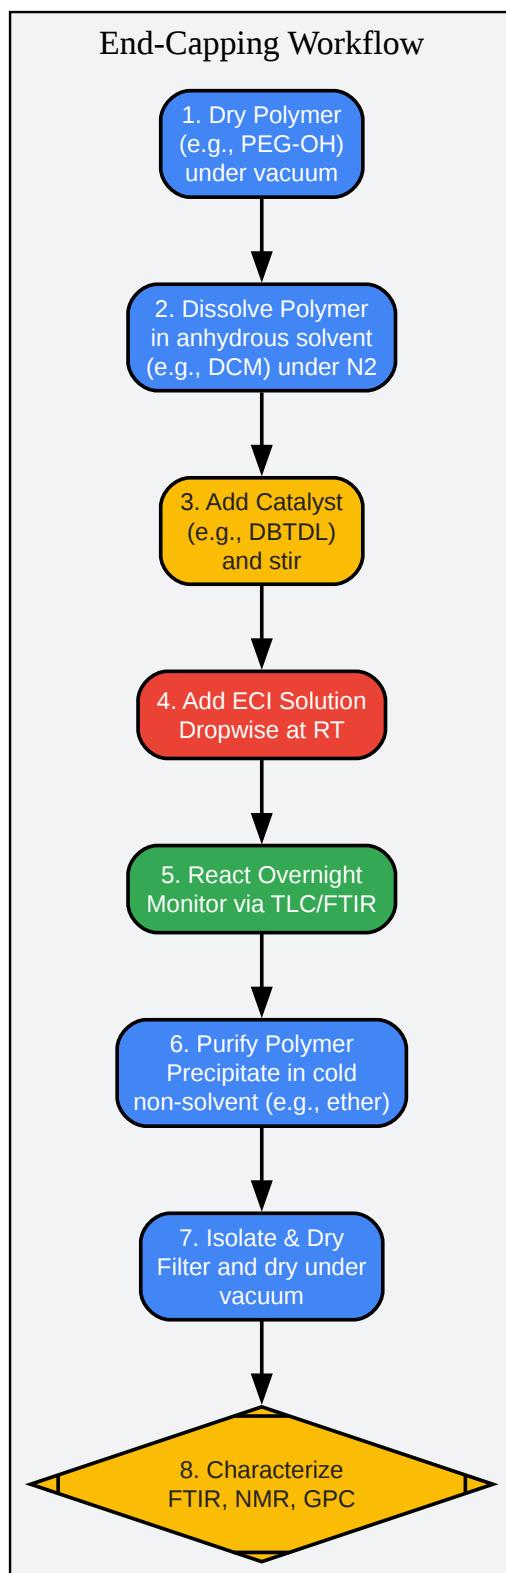 End-Capping Workflow
1. Dry Polymer
(e.g., PEG-OH)
under vacuum
2. Dissolve Polymer
in anhydrous solvent
(e.g., DCM) under N2
3. Add Catalyst
(e.g., DBTDL)
and stir
4. Add ECI Solution
Dropwise at RT
5. React Overnight
Monitor via TLC/FTIR
6. Purify Polymer
Precipitate in cold
non-solvent (e.g., ether)
7. Isolate & Dry
Filter and dry under
vacuum
8. Characterize
FTIR, NMR, GPC